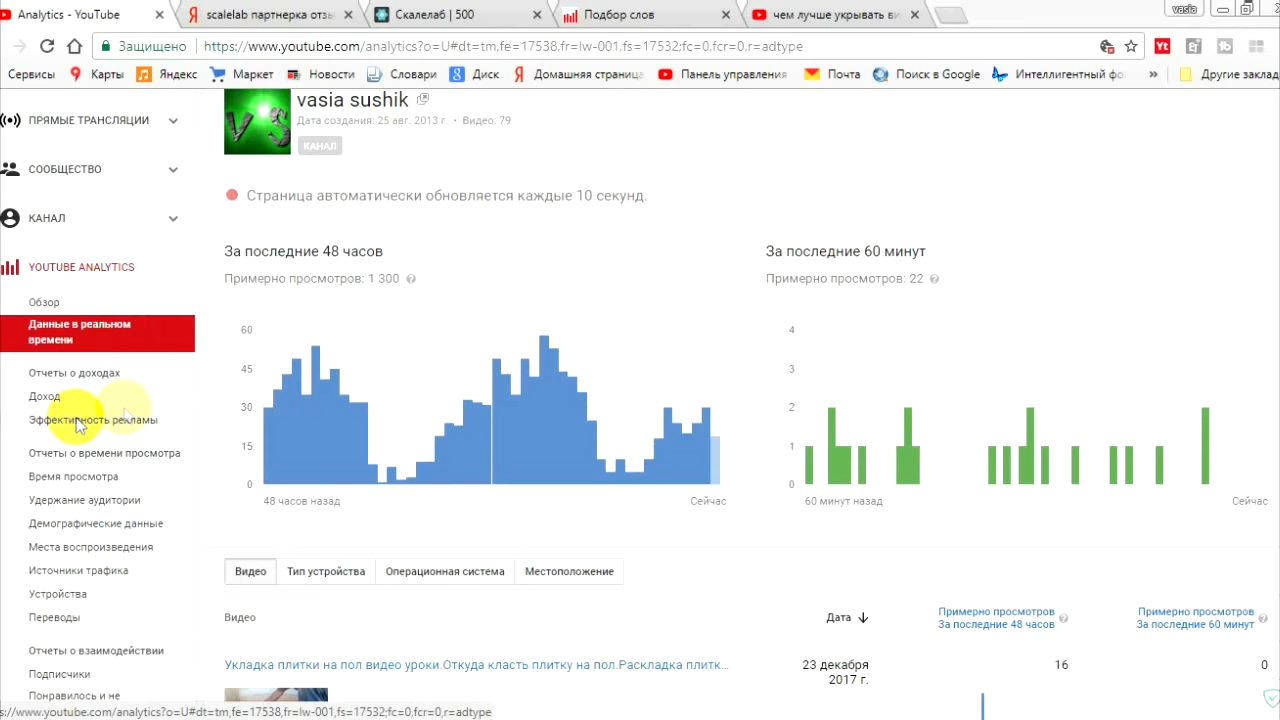 Analytics - YouTube
scalelab партнерка отзы
Скалелаб | 500
Подбор слов
чем лучше укрывать ви
vasia
Защищено
https://www.youtube.com/analytics?o=U#dt=tm,fe=17538,fr=lw-001,fs=17532;fc=0,fcr=0,r=adtype
Yt
Сервисы
Карты
Яндекс
Маркет
Новости
Словари
Диск
Домашняя страница
Панель управления
Почта
Поиск в Google
Интеллигентный фо
»
Другие заклад
ПРЯМЫЕ ТРАНСЛЯЦИИ
СООБЩЕСТВО
КАНАЛ
YOUTUBE ANALYTICS
Обзор
Данные в реальном
времени
Отчеты о доходах
Доход
Эффективность рекламы
Отчеты о времени просмотра
Время просмотра
Удержание аудитории
Демографические данные
Места воспроизведения
Источники трафика
Устройства
Переводы
Отчеты о взаимодействии
Подписчики
Понравилось и не
VS
vasia sushik
Дата создания: 25 авг. 2013 г. • Видео. 79
КАНАЛ
Страница автоматически обновляется каждые 10 секунд.
За последние 48 часов
Примерно просмотров: 1 300 ?
60
45
30
15
0
48 часов назад
Сейчас
За последние 60 минут
Примерно просмотров: 22 ?
4
3
2
1
0
60 минут назад
Сейчас
Видео
Тип устройства
Операционная система
Местоположение
Видео
Дата
Примерно просмотров
За последние 48 часов ?
Примерно просмотров
За последние 60 минут ?
Укладка плитки на пол видео уроки.Откуда класть плитку на пол.Раскладка плитк...
23 декабря
2017 г.
16
0
s://www.youtube.com/analytics?o=U#dt=tm,fe=17538,fr=lw-001,fs=17532;fc=0,fcr=0,r=adtype